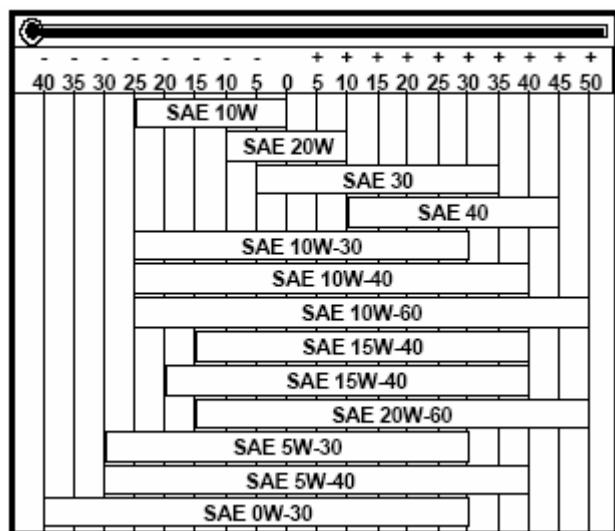 - - - - - - - - + + + + + + + + + +
40 35 30 25 20 15 10 5 0 5 10 15 20 25 30 35 40 45 50
SAE 10W
SAE 20W
SAE 30
SAE 40
SAE 10W-30
SAE 10W-40
SAE 10W-60
SAE 15W-40
SAE 15W-40
SAE 20W-60
SAE 5W-30
SAE 5W-40
SAE 0W-30